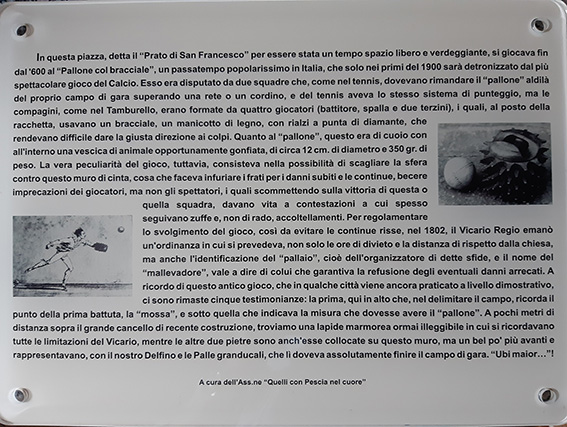 In questa piazza, detta il “Prato di San Francesco” per essere stata un tempo spazio libero e verdeggiante, si giocava fin
dal '600 al “Pallone col bracciale”, un passatempo popolarissimo in Italia, che solo nei primi del 1900 sarà detronizzato dal più
spettacolare gioco del Calcio. Esso era disputato da due squadre che, come nel tennis, dovevano rimandare il “pallone” aldilà
del proprio campo di gara superando una rete o un cordino, e del tennis aveva lo stesso sistema di punteggio, ma le
compagini, come nel Tamburello, erano formate da quattro giocatori (battitore, spalla e due terzini), i quali, al posto della
racchetta, usavano un bracciale, un manicotto di legno, con rialzi a punta di diamante, che
rendevano difficile dare la giusta direzione ai colpi. Quanto al “pallone”, questo era di cuoio con
all'interno una vescica di animale opportunamente gonfiata, di circa 12 cm. di diametro e 350 gr. di
peso. La vera peculiarità del gioco, tuttavia, consisteva nella possibilità di scagliare la sfera
contro questo muro di cinta, cosa che faceva infuriare i frati per i danni subiti e le continue, becere
imprecazioni dei giocatori, ma non gli spettatori, i quali scommettendo sulla vittoria di questa o
quella squadra, davano vita a contestazioni a cui spesso
seguivano zuffe e, non di rado, accoltellamenti. Per regolamentare
lo svolgimento del gioco, così da evitare le continue risse, nel 1802, il Vicario Regio emanò
un'ordinanza in cui si prevedeva, non solo le ore di divieto e la distanza di rispetto dalla chiesa,
ma anche l'identificazione del “pallaio”, cioè dell'organizzatore di dette sfide, e il nome del
“mallevadore”, vale a dire di colui che garantiva la refusione degli eventuali danni arrecati. A
ricordo di questo antico gioco, che in qualche città viene ancora praticato a livello dimostrativo,
ci sono rimaste cinque testimonianze: la prima, qui in alto che, nel delimitare il campo, ricorda il
punto della prima battuta, la “mossa”, e sotto quella che indicava la misura che dovesse avere il “pallone”. A pochi metri di
distanza sopra il grande cancello di recente costruzione, troviamo una lapide marmorea ormai illeggibile in cui si ricordavano
tutte le limitazioni del Vicario, mentre le altre due pietre sono anch'esse collocate su questo muro, ma un bel po' più avanti e
rappresentavano, con il nostro Delfino e le Palle granducali, che lì doveva assolutamente finire il campo di gara. “Ubi maior…”!
A cura dell'Ass.ne “Quelli con Pescia nel cuore”